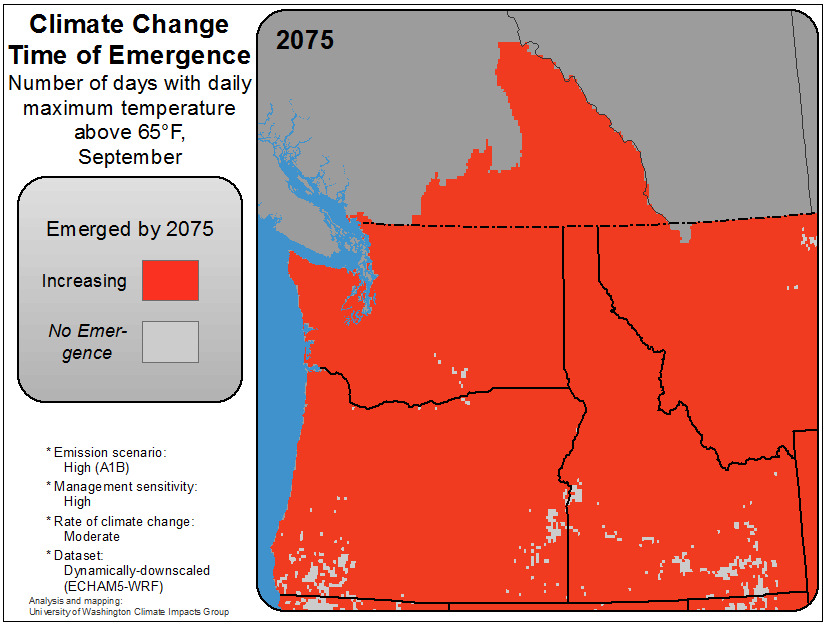 Climate Change
Time of Emergence
Number of days with daily
maximum temperature
above 65°F,
September
2075
Emerged by 2075
Increasing
No Emer-
gence
* Emission scenario:
High (A1B)
* Management sensitivity:
High
* Rate of climate change:
Moderate
* Dataset:
Dynamically-downscaled
(ECHAM5-WRF)
Analysis and mapping:
University of Washington Climate Impacts Group